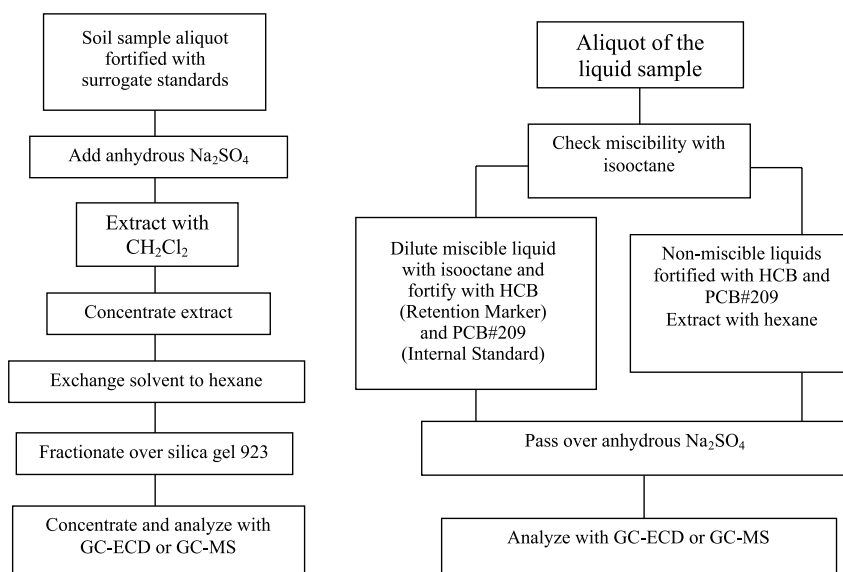 Soil sample aliquot
fortified with
surrogate standards
Add anhydrous Na₂SO₄
Extract with
CH₂Cl₂
Concentrate extract
Exchange solvent to hexane
Fractionate over silica gel 923
Concentrate and analyze with
GC-ECD or GC-MS
Aliquot of the
liquid sample
Check miscibility with
isooctane
Dilute miscible liquid
with isooctane and
fortify with HCB
(Retention Marker)
and PCB#209
(Internal Standard)
Non-miscible liquids
fortified with HCB and
PCB#209
Extract with hexane
Pass over anhydrous Na₂SO₄
Analyze with GC-ECD or GC-MS